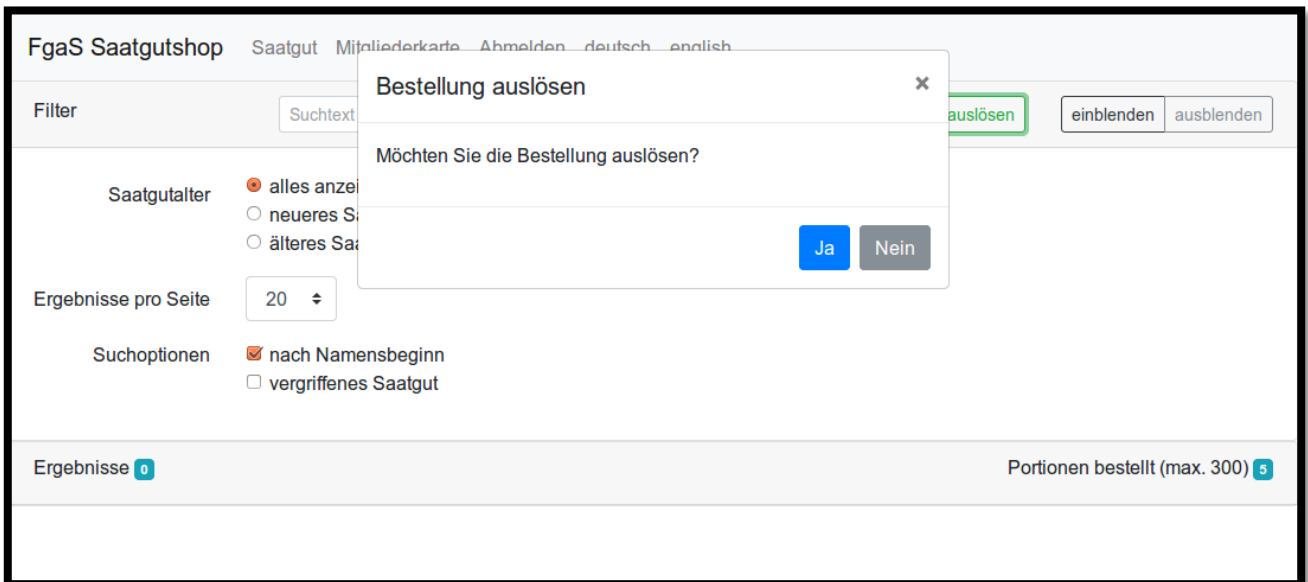 FgaS Saatgutshop Saatgut Mitgliederkarte Abmelden deutsch english
Bestellung auslösen ×
Filter Suchtext auslösen einblenden ausblenden
Möchten Sie die Bestellung auslösen?
Saatgutalter alles anzei
neueres Sa
älteres Saa
Ja Nein
Ergebnisse pro Seite 20
Suchoptionen nach Namensbeginn
vergriffenes Saatgut
Ergebnisse 0 Portionen bestellt (max. 300) 5